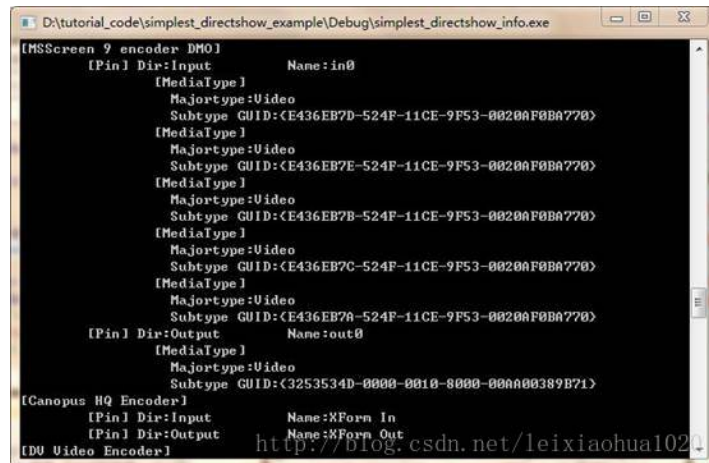 D:\tutorial_code\simplest_directshow_example\Debug\simplest_directshow_info.exe
[MSScreen 9 encoder DMO]
[Pin] Dir:Input Name:in0
[MediaType]
Majortype:Video
Subtype GUID:{E436EB7D-524F-11CE-9F53-0020AF0BA770}
[MediaType]
Majortype:Video
Subtype GUID:{E436EB7E-524F-11CE-9F53-0020AF0BA770}
[MediaType]
Majortype:Video
Subtype GUID:{E436EB7B-524F-11CE-9F53-0020AF0BA770}
[MediaType]
Majortype:Video
Subtype GUID:{E436EB7C-524F-11CE-9F53-0020AF0BA770}
[MediaType]
Majortype:Video
Subtype GUID:{E436EB7A-524F-11CE-9F53-0020AF0BA770}
[Pin] Dir:Output Name:out0
[MediaType]
Majortype:Video
Subtype GUID:{3253534D-0000-0010-8000-00AA00389B71}
[Canopus HQ Encoder]
[Pin] Dir:Input Name:XForm In
[Pin] Dir:Output Name:XForm Out
[DV Video Encoder]
http://blog.csdn.net/leixiaohua1020